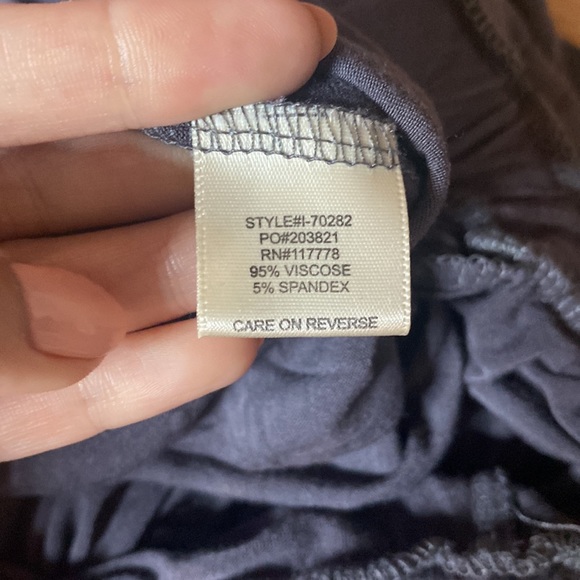 STYLE#I-70282
PO#203821
RN#117778
95% VISCOSE
5% SPANDEX
CARE ON REVERSE